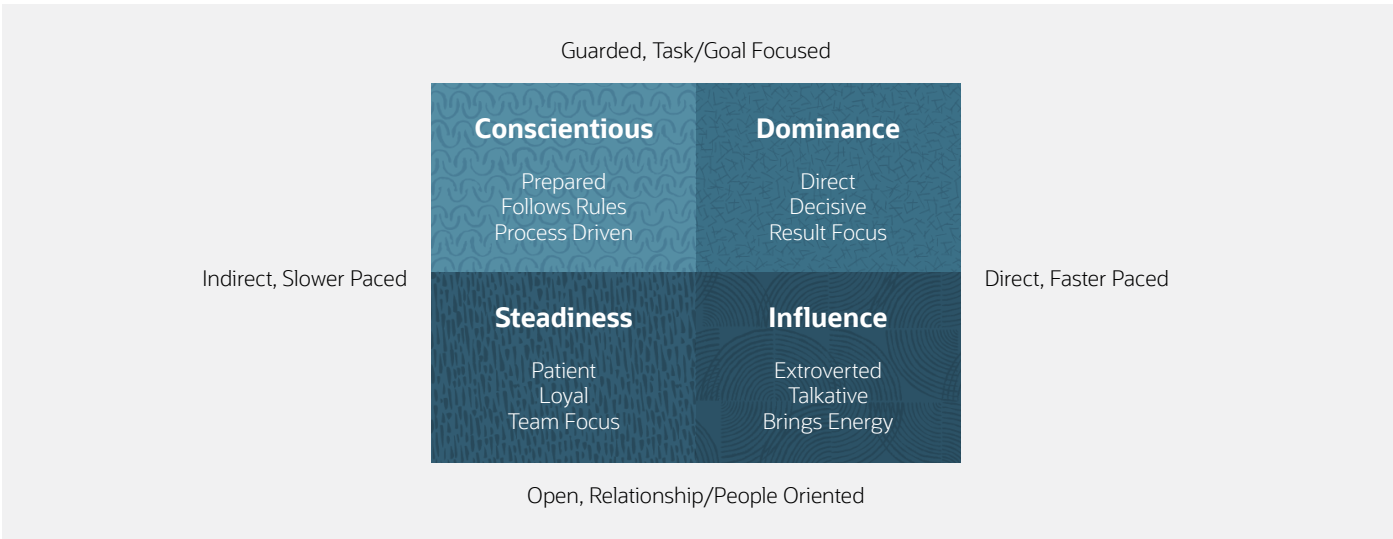 Guarded, Task/Goal Focused
Conscientious
Prepared
Follows Rules
Process Driven
Dominance
Direct
Decisive
Result Focus
Indirect, Slower Paced
Direct, Faster Paced
Steadiness
Patient
Loyal
Team Focus
Influence
Extroverted
Talkative
Brings Energy
Open, Relationship/People Oriented